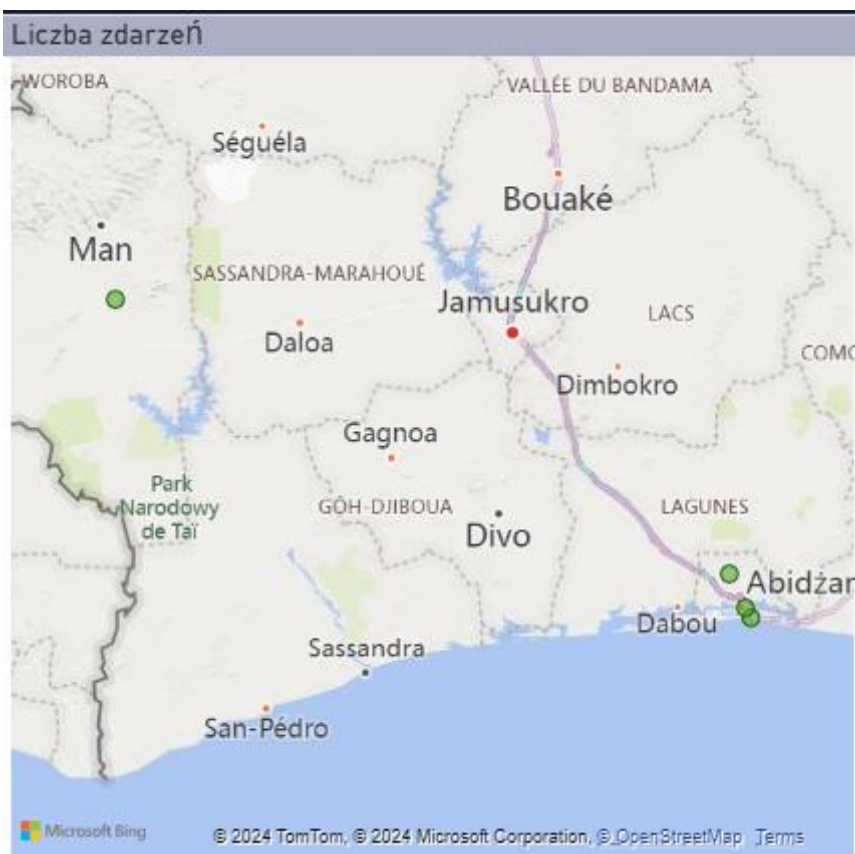 Liczba zdarzeń
WOROBA
VALLÉE DU BANDAMA
Séguéla
Bouaké
Man
SASSANDRA-MARAHOUÉ
Jamusukro
LACS
Daloa
COMO
Dimbokro
Gagnoa
Park
Narodowy
de Taï
GÔH-DJIBOUA
LAGUNES
Divo
Abidżan
Dabou
Sassandra
San-Pédro
Microsoft Bing
© 2024 TomTom, © 2024 Microsoft Corporation, © OpenStreetMap Terms